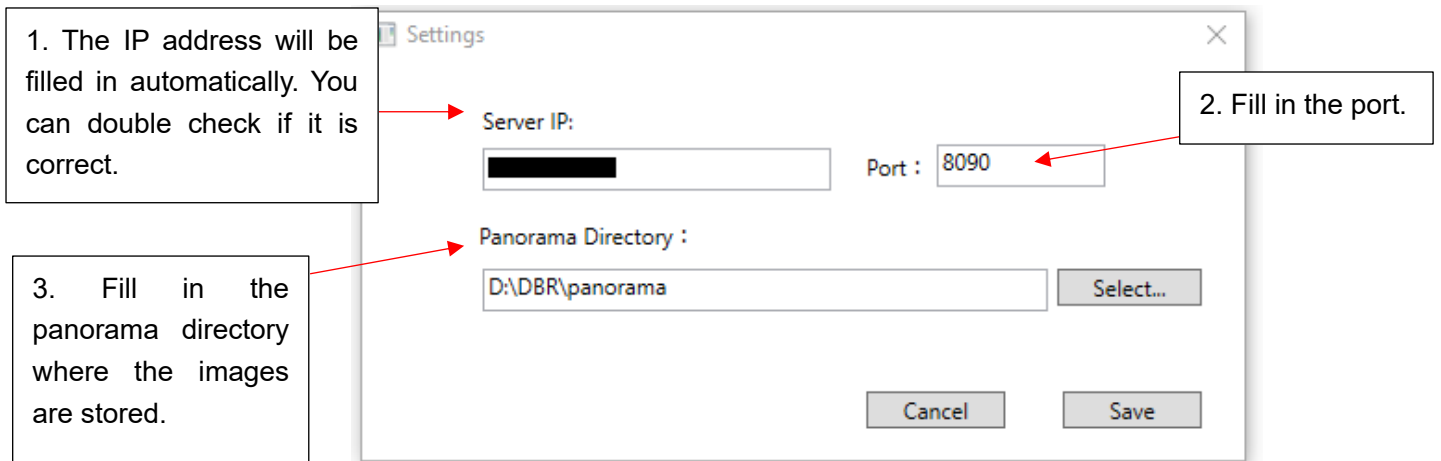 1. The IP address will be
filled in automatically. You
can double check if it is
correct.
Settings
2. Fill in the port.
Server IP:
Port：
8090
Panorama Directory：
D:\DBR\panorama
Select...
3. Fill in the
panorama directory
where the images
are stored.
Cancel
Save